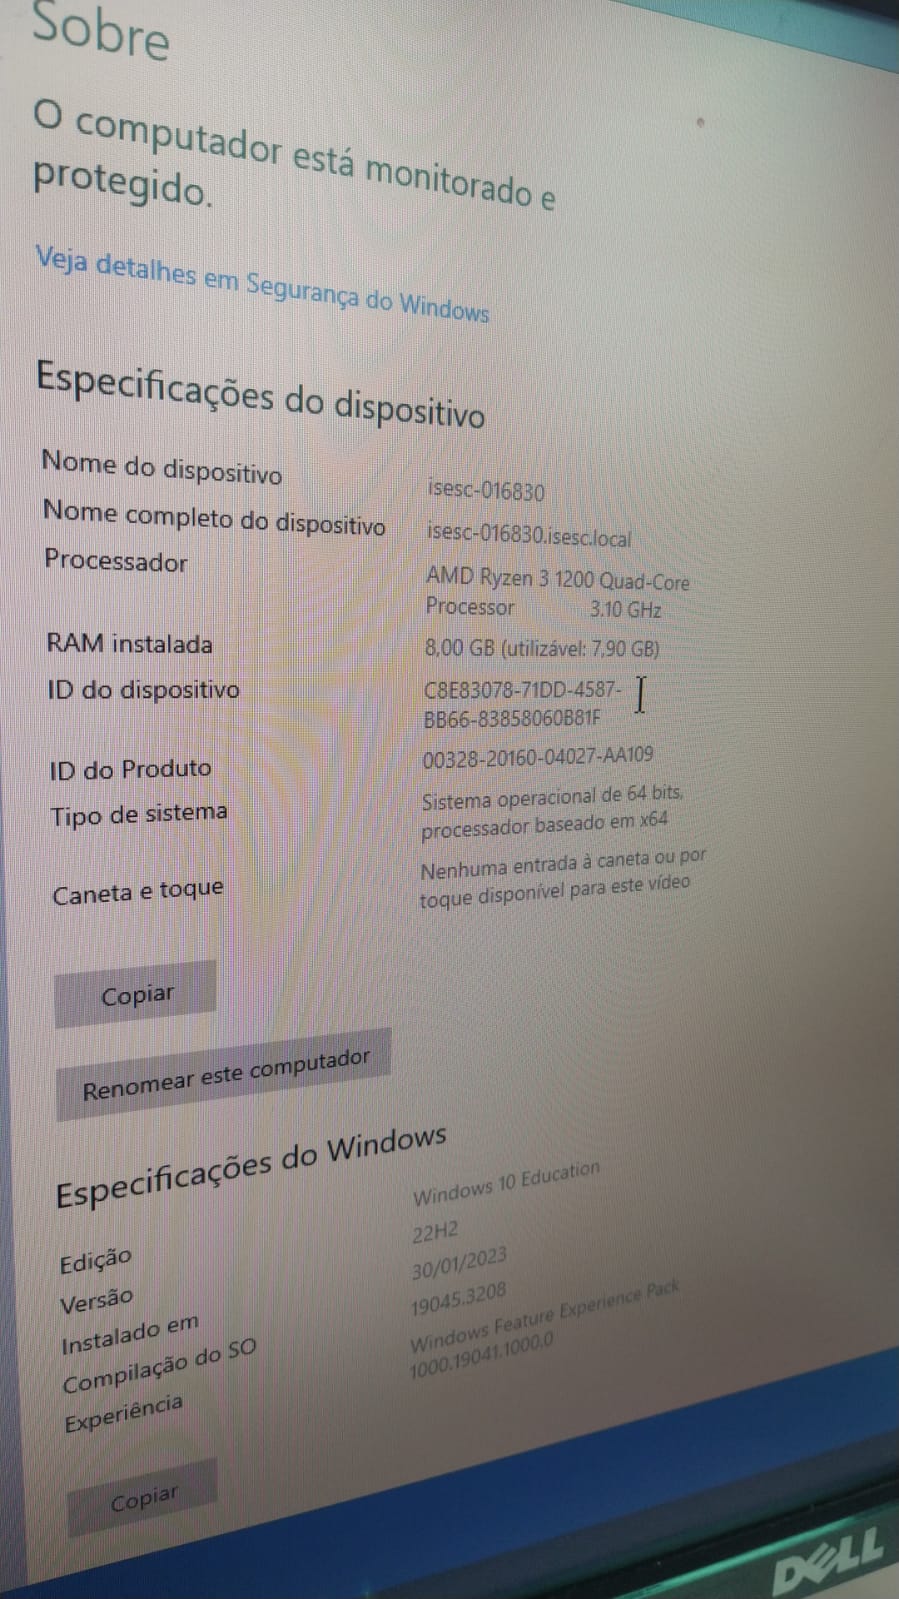 Sobre
O computador está monitorado e
protegido.
Veja detalhes em Segurança do Windows
Especificações do dispositivo
Nome do dispositivo isesc-016830
Nome completo do dispositivo isesc-016830.isesc.local
Processador AMD Ryzen 3 1200 Quad-Core
Processor 3.10 GHz
RAM instalada 8,00 GB (utilizável: 7,90 GB)
ID do dispositivo C8E83078-71DD-4587-
BB66-83858060B81F
ID do Produto 00328-20160-04027-AA109
Tipo de sistema Sistema operacional de 64 bits,
processador baseado em x64
Caneta e toque Nenhuma entrada à caneta ou por
toque disponível para este vídeo
Copiar
Renomear este computador
Especificações do Windows
Edição Windows 10 Education
Versão 22H2
Instalado em 30/01/2023
Compilação do SO 19045.3208
Experiência Windows Feature Experience Pack
1000.19041.1000.0
Copiar
DELL